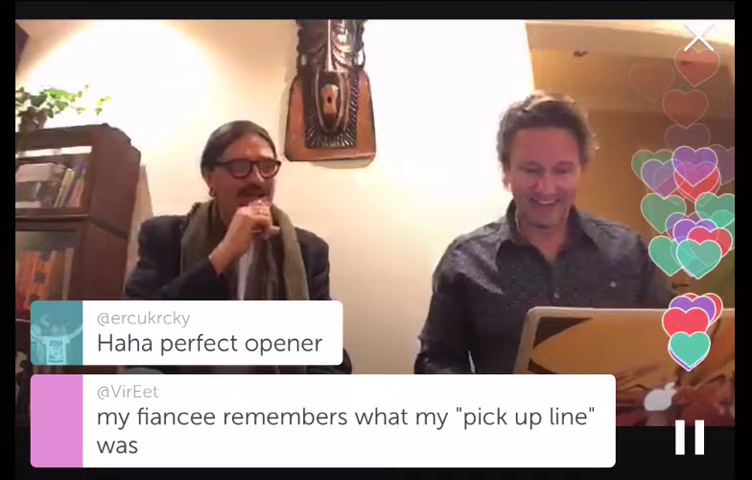 @ercukrcky
Haha perfect opener
@VirEet
my fiancee remembers what my "pick up line"
was